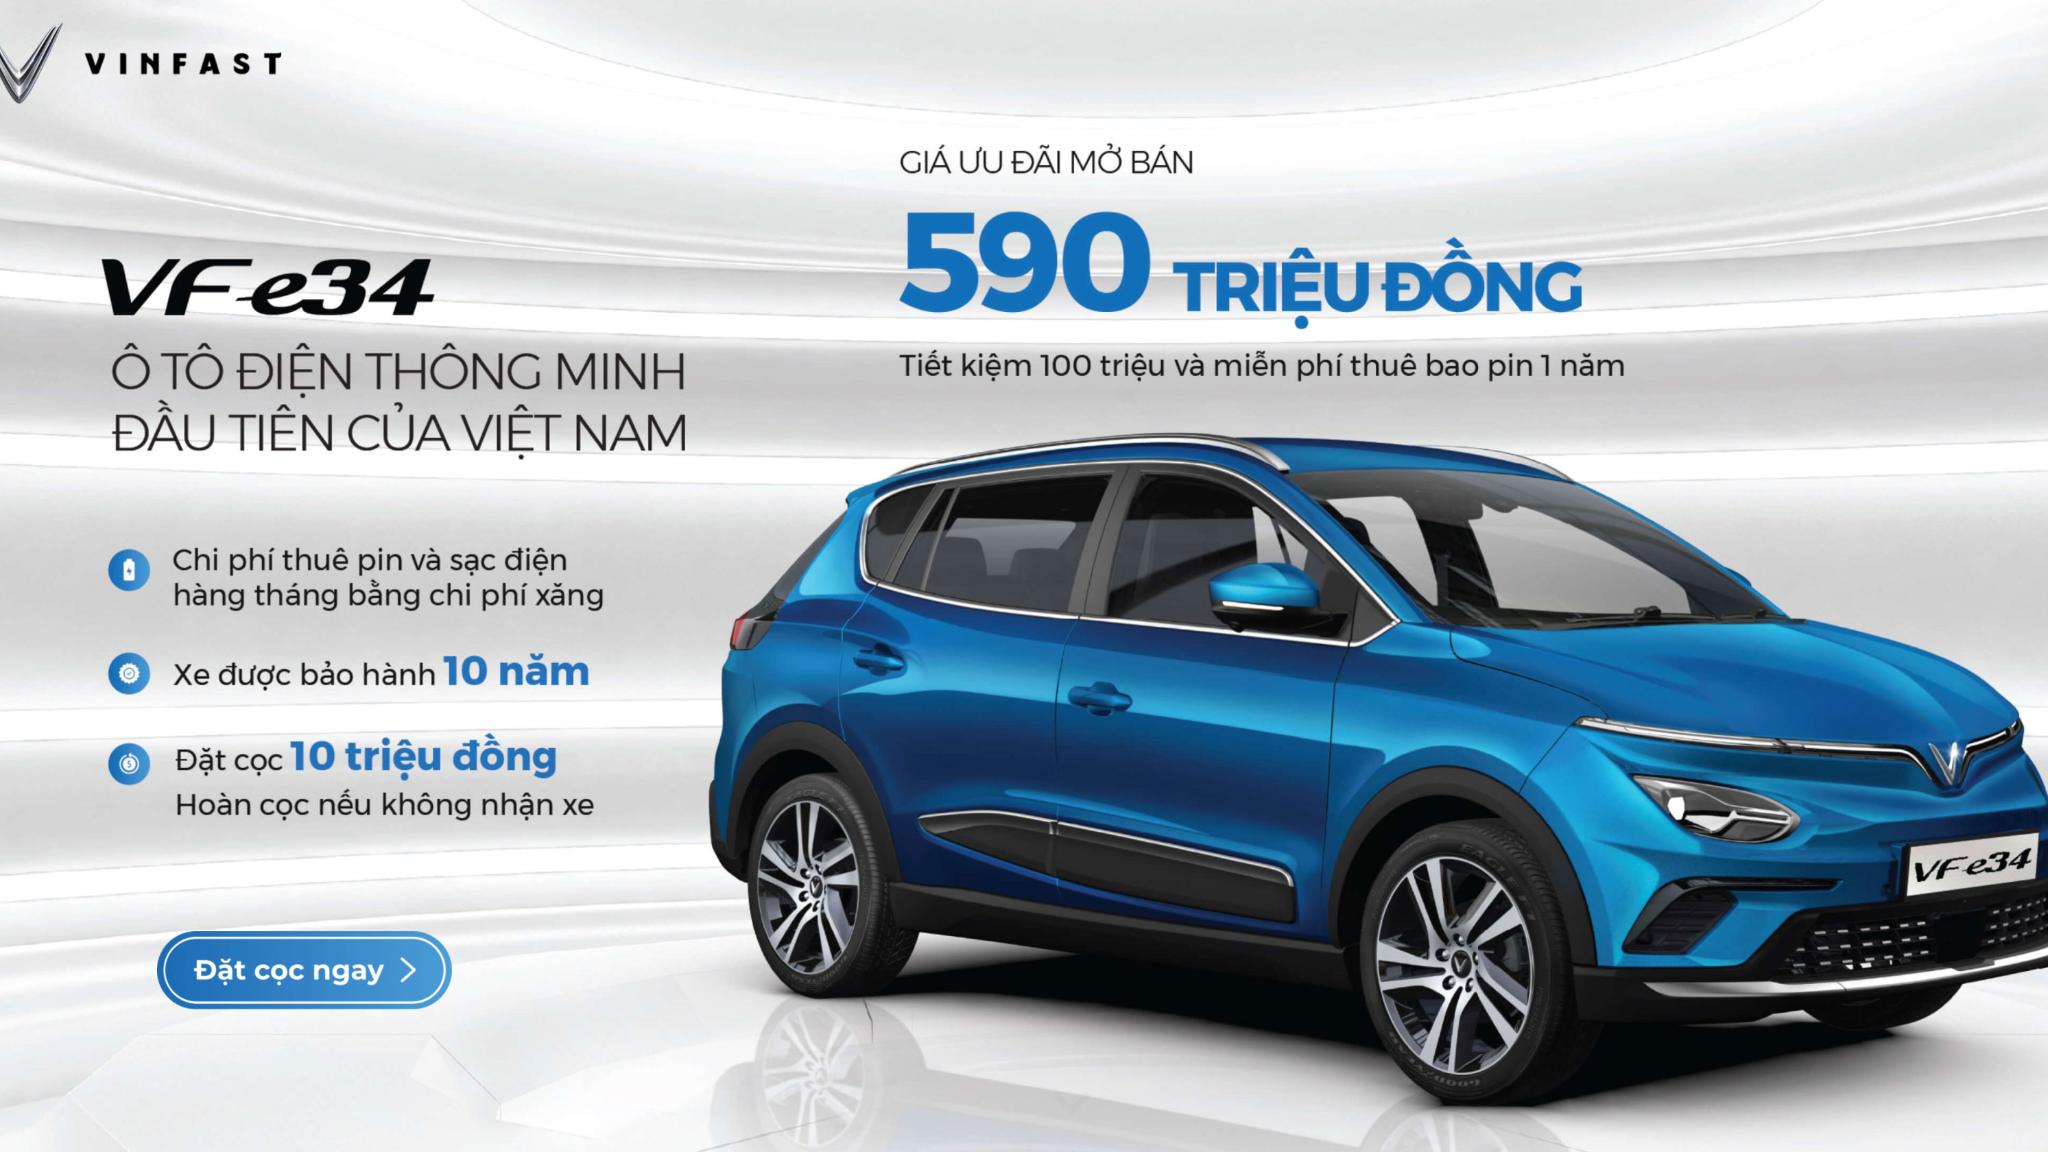 VINFAST
GIÁ ƯU ĐÃI MỞ BÁN
590 TRIỆU ĐỒNG
Tiết kiệm 100 triệu và miễn phí thuê bao pin 1 năm
VF e34
Ô TÔ ĐIỆN THÔNG MINH
ĐẦU TIÊN CỦA VIỆT NAM
Chi phí thuê pin và sạc điện
hàng tháng bằng chi phí xăng
Xe được bảo hành 10 năm
Đặt cọc 10 triệu đồng
Hoàn cọc nếu không nhận xe
Đặt cọc ngay
VF e34